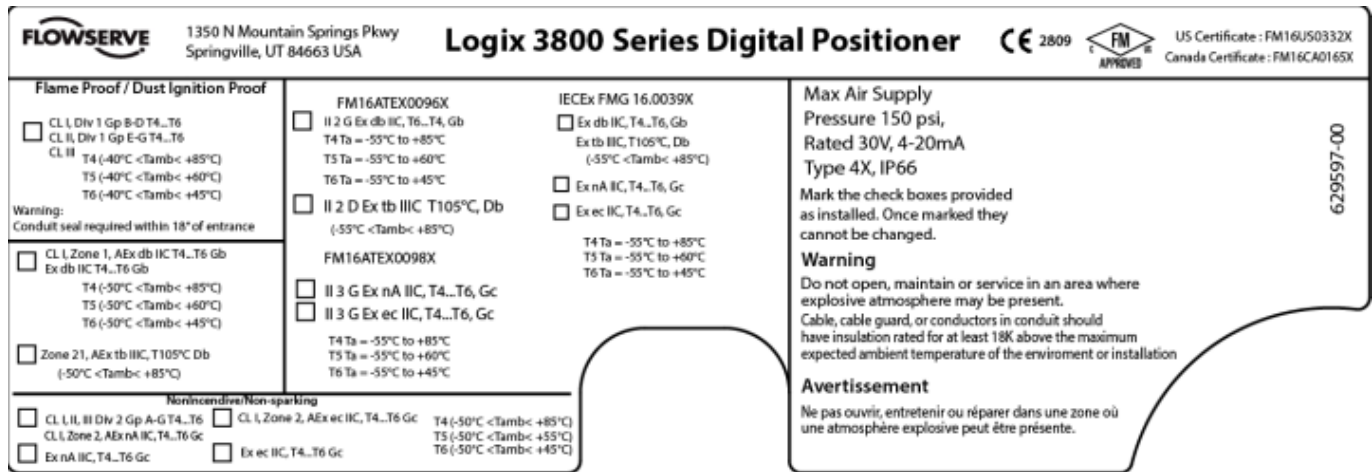 FLOWSERVE
1350 N Mountain Springs Pkwy
Springville, UT 84663 USA
Logix 3800 Series Digital Positioner
CE 2809
C FM US
APPROVED
US Certificate : FM16US0332X
Canada Certificate : FM16CA0165X
Flame Proof / Dust Ignition Proof
CL I, Div 1 Gp B-D T4...T6
CL II, Div 1 Gp E-G T4...T6
CL III
T4 (-40°C <Tamb< +85°C)
T5 (-40°C <Tamb< +60°C)
T6 (-40°C <Tamb< +45°C)
Warning:
Conduit seal required within 18" of entrance
CL I, Zone 1, AEx db IIC T4...T6 Gb
Ex db IIC T4...T6 Gb
T4 (-50°C <Tamb< +85°C)
T5 (-50°C <Tamb< +60°C)
T6 (-50°C <Tamb< +45°C)
Zone 21, AEx tb IIIC, T105°C Db
(-50°C <Tamb< +85°C)
FM16ATEX0096X
II 2 G Ex db IIC, T6...T4, Gb
T4 Ta = -55°C to +85°C
T5 Ta = -55°C to +60°C
T6 Ta = -55°C to +45°C
II 2 D Ex tb IIIC T105°C, Db
(-55°C <Tamb< +85°C)
FM16ATEX0098X
II 3 G Ex nA IIC, T4...T6, Gc
II 3 G Ex ec IIC, T4...T6, Gc
T4 Ta = -55°C to +85°C
T5 Ta = -55°C to +60°C
T6 Ta = -55°C to +45°C
IECEx FMG 16.0039X
Ex db IIC, T4...T6, Gb
Ex tb IIIC, T105°C, Db
(-55°C <Tamb< +85°C)
Ex nA IIC, T4...T6, Gc
Ex ec IIC, T4...T6, Gc
T4 Ta = -55°C to +85°C
T5 Ta = -55°C to +60°C
T6 Ta = -55°C to +45°C
NonIncendive/Non-sparking
CL I, II, III Div 2 Gp A-G T4...T6
CL I, Zone 2, AEx nA IIC, T4...T6 Gc
Ex nA IIC, T4...T6 Gc
CL I, Zone 2, AEx ec IIC, T4...T6 Gc
Ex ec IIC, T4...T6 Gc
T4 (-50°C <Tamb< +85°C)
T5 (-50°C <Tamb< +55°C)
T6 (-50°C <Tamb< +45°C)
Max Air Supply
Pressure 150 psi,
Rated 30V, 4-20mA
Type 4X, IP66
Mark the check boxes provided
as installed. Once marked they
cannot be changed.
Warning
Do not open, maintain or service in an area where
explosive atmosphere may be present.
Cable, cable guard, or conductors in conduit should
have insulation rated for at least 18K above the maximum
expected ambient temperature of the enviroment or installation
Avertissement
Ne pas ouvrir, entretenir ou réparer dans une zone où
une atmosphère explosive peut être présente.
629597-00